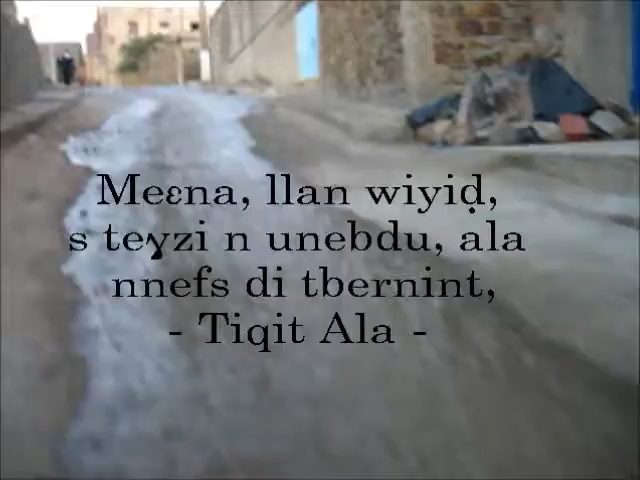 Meɛna, llan wiyiḍ,
s teɣzi n unebdu, ala
nnefs di tbernint,
- Tiqit Ala -